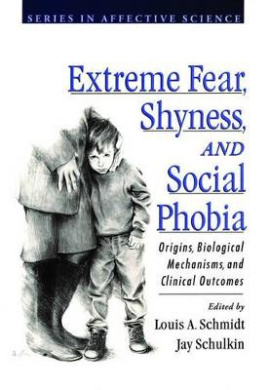 SERIES IN AFFECTIVE SCIENCE
Extreme Fear,
Shyness,
AND
Social
Phobia
Origins, Biological
Mechanisms, and
Clinical Outcomes
Edited by
Louis A. Schmidt
Jay Schulkin